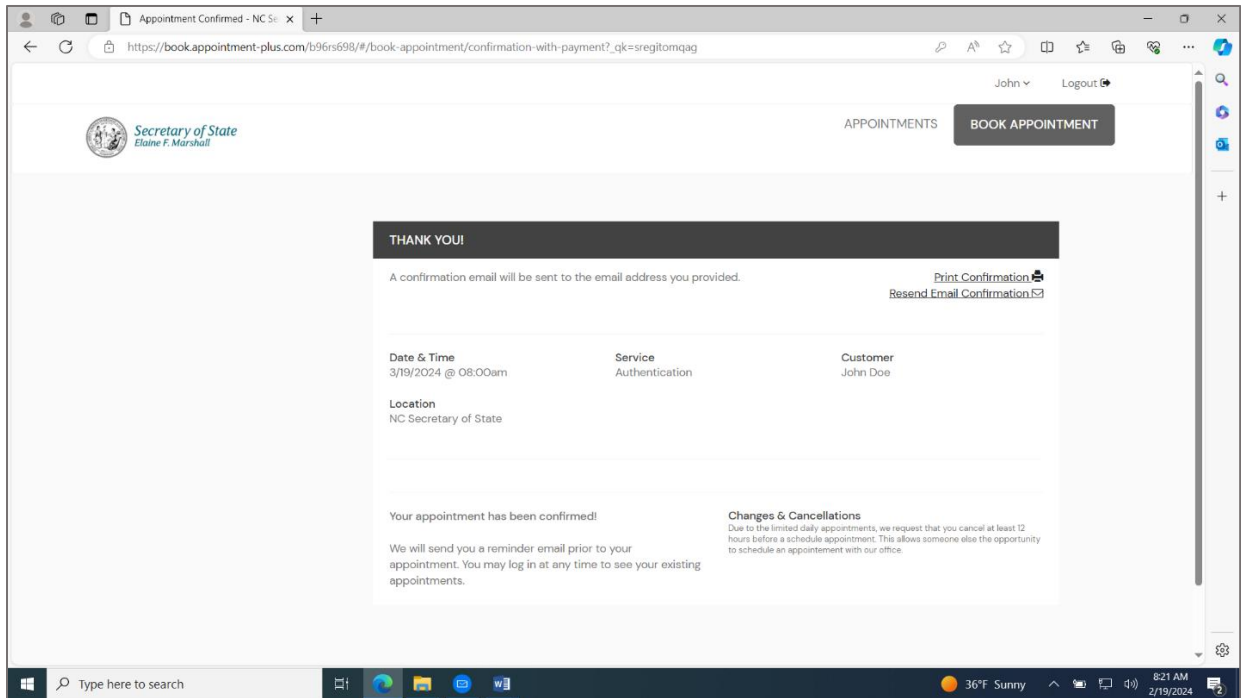 Appointment Confirmed - NC Se
https://book.appointment-plus.com/b96rs698/#/book-appointment/confirmation-with-payment?_qk=sregitomqag
John
Logout
Secretary of State
Elaine F. Marshall
APPOINTMENTS
BOOK APPOINTMENT
THANK YOU!
A confirmation email will be sent to the email address you provided.
Print Confirmation
Resend Email Confirmation
Date & Time
3/19/2024 @ 08:00am
Service
Authentication
Customer
John Doe
Location
NC Secretary of State
Your appointment has been confirmed!
We will send you a reminder email prior to your
appointment. You may log in at any time to see your existing
appointments.
Changes & Cancellations
Due to the limited daily appointments, we request that you cancel at least 12
hours before a schedule appointment. This allows someone else the opportunity
to schedule an appointement with our office.
Type here to search
36°F Sunny
8:21 AM
2/19/2024
2